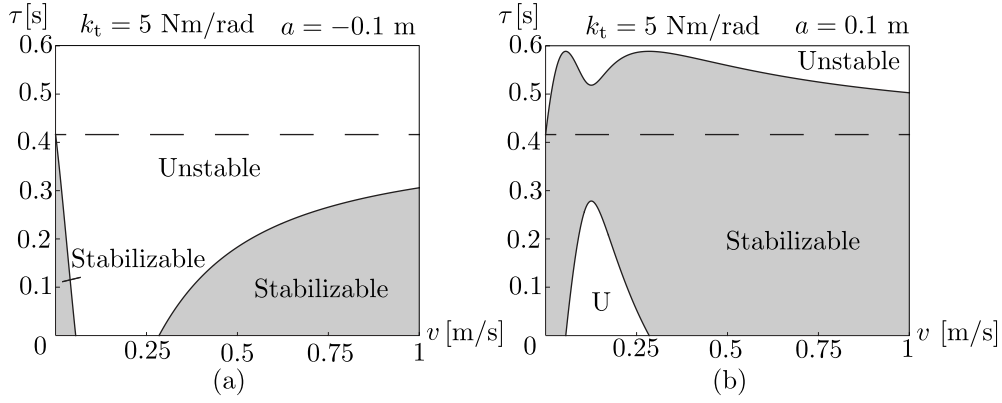 τ [s]
k_t = 5 Nm/rad a = −0.1 m
0.6
0.5
0.4
0.3
0.2
0.1
0
Unstable
Stabilizable
Stabilizable
0.25 0.5 0.75 1
v [m/s]
(a)
τ [s]
k_t = 5 Nm/rad a = 0.1 m
0.6
0.5
0.4
0.3
0.2
0.1
0
Unstable
Stabilizable
U
0.25 0.5 0.75 1
v [m/s]
(b)